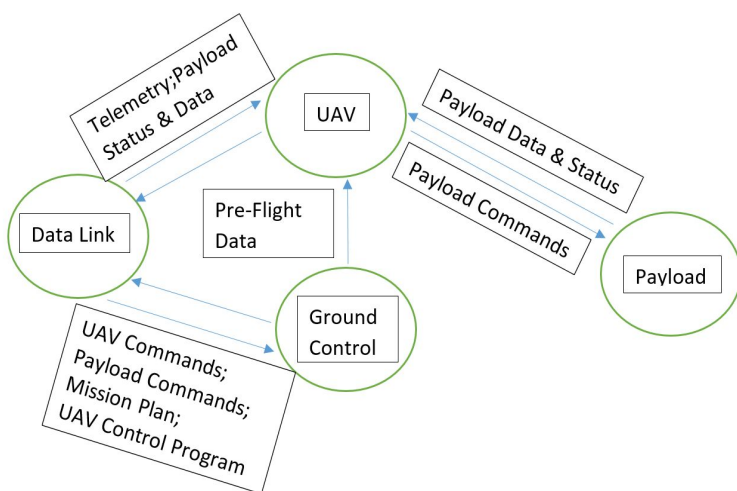 Telemetry;Payload
Status & Data
UAV
Payload Data & Status
Payload Commands
Data Link
Pre-Flight
Data
Payload
Ground
Control
UAV Commands;
Payload Commands;
Mission Plan;
UAV Control Program